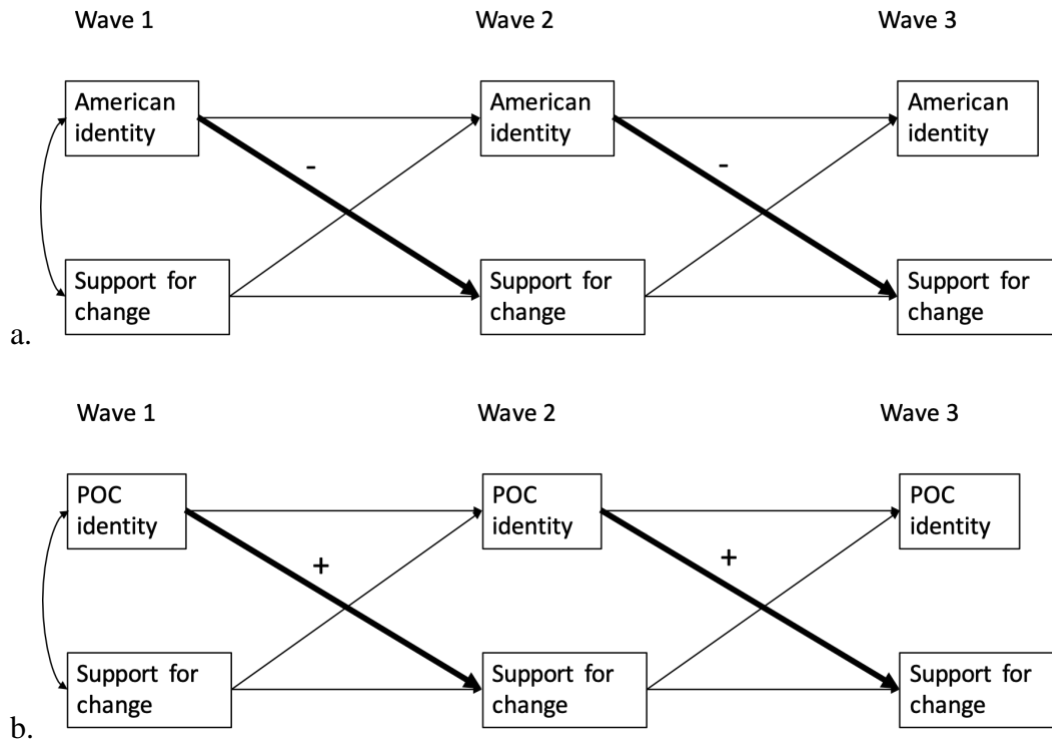 Wave 1 Wave 2 Wave 3
American American American
identity identity identity
- -
Support for Support for Support for
change change change
a.
Wave 1 Wave 2 Wave 3
POC POC POC
identity identity identity
+ +
Support for Support for Support for
change change change
b.